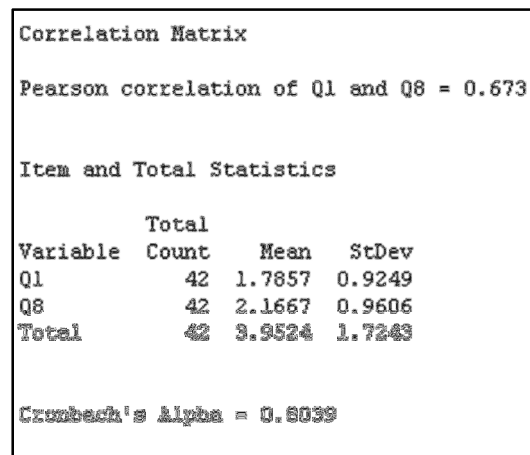 Correlation Matrix
Pearson correlation of Q1 and Q8 = 0.673
Item and Total Statistics
Total
Variable Count Mean StDev
Q1 42 1.7857 0.9249
Q8 42 2.1667 0.9606
Total 42 3.9524 1.7243
Cronbach's Alpha = 0.8039